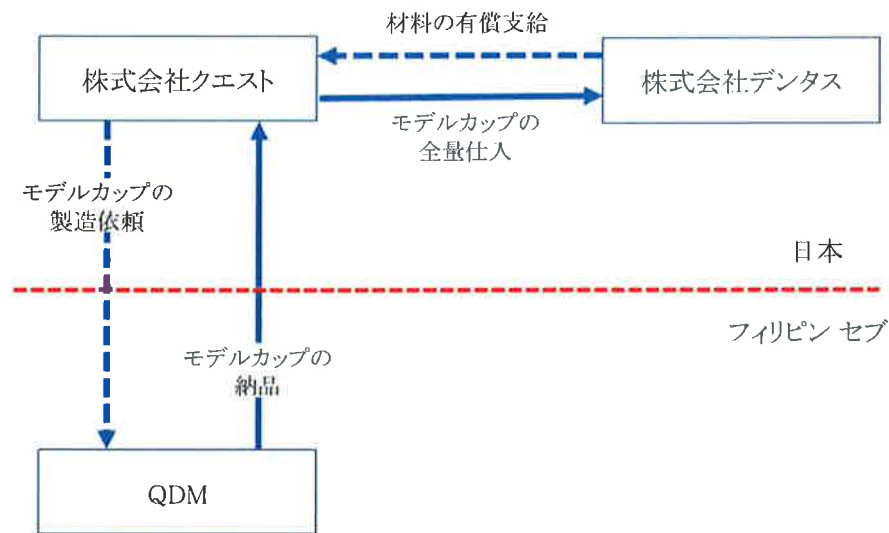 材料の有償支給
株式会社クエスト
株式会社デンタス
モデルカップの
全量仕入
モデルカップの
製造依頼
日本
フィリピン セブ
モデルカップの
納品
QDM